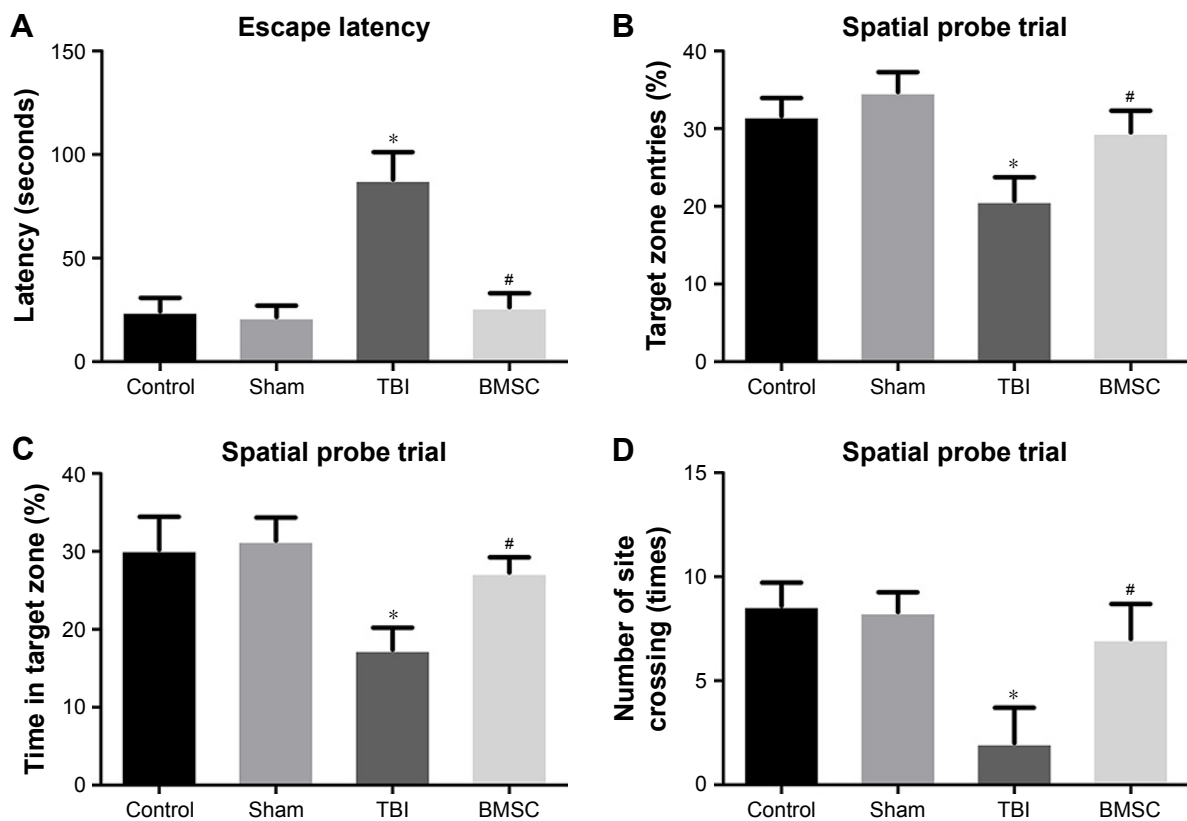 A
Escape latency
Latency (seconds)
150
100
50
0
*
#
Control Sham TBI BMSC
B
Spatial probe trial
Target zone entries (%)
40
30
20
10
0
*
#
Control Sham TBI BMSC
C
Spatial probe trial
Time in target zone (%)
40
30
20
10
0
*
#
Control Sham TBI BMSC
D
Spatial probe trial
Number of site
crossing (times)
15
10
5
0
*
#
Control Sham TBI BMSC